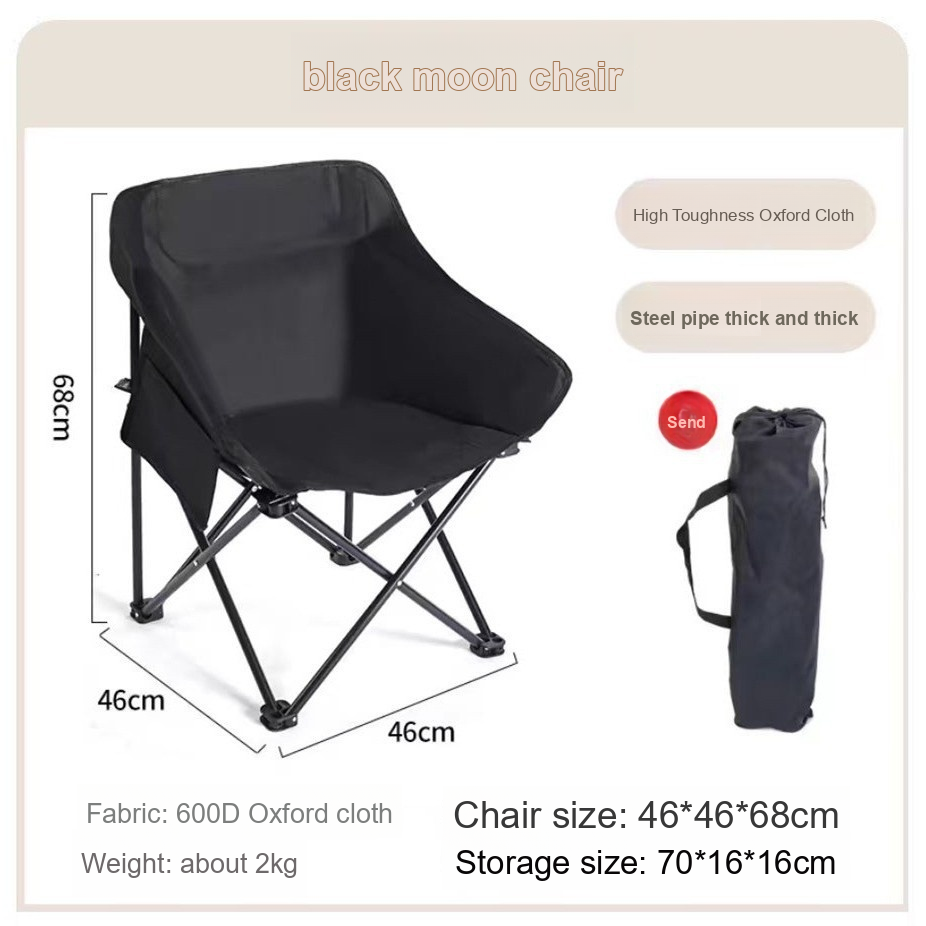 black moon chair
High Toughness Oxford Cloth
Steel pipe thick and thick
Send
68cm
46cm
46cm
Fabric: 600D Oxford cloth
Chair size: 46*46*68cm
Weight: about 2kg
Storage size: 70*16*16cm